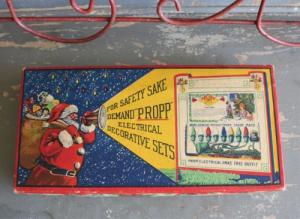 FOR SAFETY SAKE
DEMAND "PROPP"
ELECTRICAL
DECORATIVE SETS
PROPP ELECTRICAL XMAS TREE OUTFIT